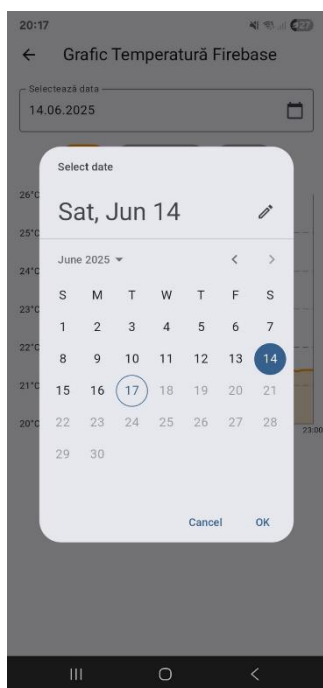 20:17
27
Grafic Temperatură Firebase
Selectează data
14.06.2025
Select date
Sat, Jun 14
June 2025
S M T W T F S
1 2 3 4 5 6 7
8 9 10 11 12 13 14
15 16 17 18 19 20 21
22 23 24 25 26 27 28
29 30
Cancel OK
26°C
25°C
24°C
23°C
22°C
21°C
20°C
23:00